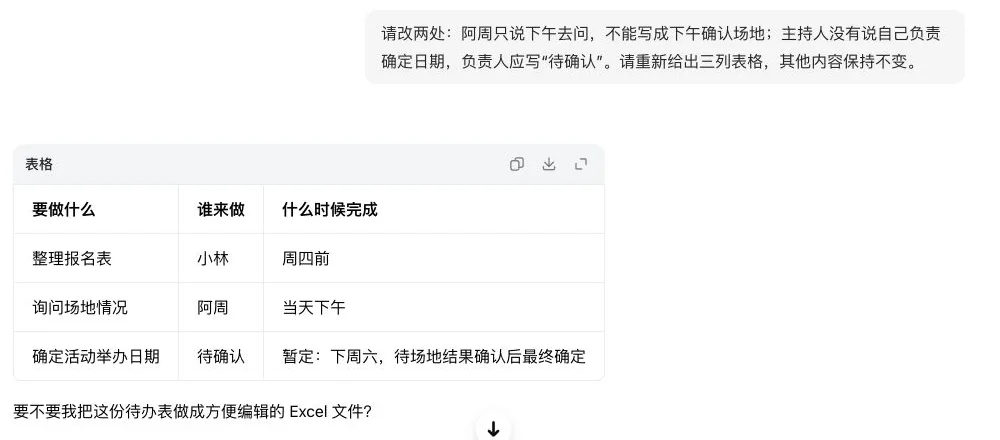 请改两处：阿周只说下午去问，不能写成下午确认场地；主持人没有说自己负责
确定日期，负责人应写“待确认”。请重新给出三列表格，其他内容保持不变。
表格
要做什么 谁来做 什么时候完成
整理报名表 小林 周四前
询问场地情况 阿周 当天下午
确定活动举办日期 待确认 暂定：下周六，待场地结果确认后最终确定
要不要我把这份待办表做成方便编辑的 Excel 文件？